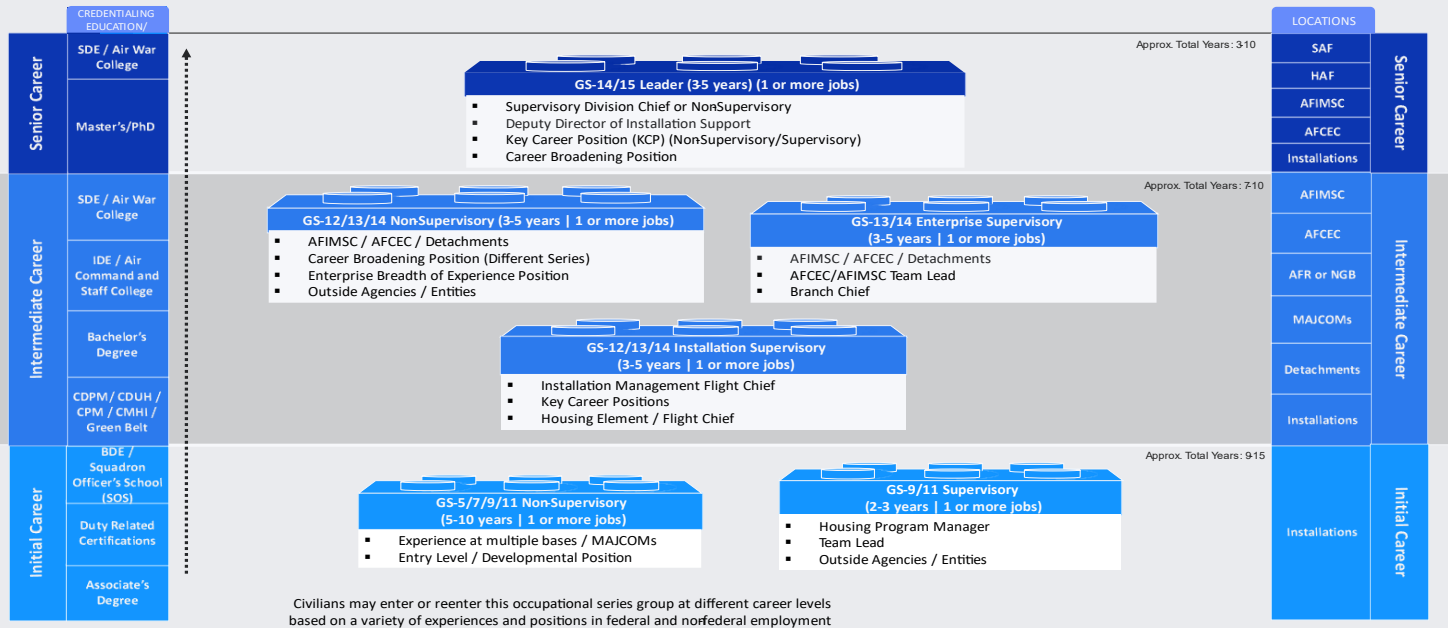 CREDENTIALING
EDUCATION/
LOCATIONS
Senior Career
SDE / Air War
College
Master's/PhD
Approx. Total Years: 3-10
GS-14/15 Leader (3-5 years) (1 or more jobs)
▪ Supervisory Division Chief or Non-Supervisory
▪ Deputy Director of Installation Support
▪ Key Career Position (KCP) (Non-Supervisory/Supervisory)
▪ Career Broadening Position
SAF
HAF
AFIMSC
AFCEC
Installations
Senior Career
Intermediate Career
SDE / Air War
College
IDE / Air
Command and
Staff College
Bachelor's
Degree
CDPM / CDUH /
CPM / CMHI /
Green Belt
Approx. Total Years: 7-10
GS-12/13/14 Non-Supervisory (3-5 years | 1 or more jobs)
▪ AFIMSC / AFCEC / Detachments
▪ Career Broadening Position (Different Series)
▪ Enterprise Breadth of Experience Position
▪ Outside Agencies / Entities
GS-13/14 Enterprise Supervisory
(3-5 years | 1 or more jobs)
▪ AFIMSC / AFCEC / Detachments
▪ AFCEC/AFIMSC Team Lead
▪ Branch Chief
GS-12/13/14 Installation Supervisory
(3-5 years | 1 or more jobs)
▪ Installation Management Flight Chief
▪ Key Career Positions
▪ Housing Element / Flight Chief
AFIMSC
AFCEC
AFR or NGB
MAJCOMs
Detachments
Installations
Intermediate Career
Initial Career
BDE /
Squadron
Officer's School
(SOS)
Duty Related
Certifications
Associate's
Degree
Approx. Total Years: 9-15
GS-5/7/9/11 Non-Supervisory
(5-10 years | 1 or more jobs)
▪ Experience at multiple bases / MAJCOMs
▪ Entry Level / Developmental Position
GS-9/11 Supervisory
(2-3 years | 1 or more jobs)
▪ Housing Program Manager
▪ Team Lead
▪ Outside Agencies / Entities
Installations
Initial Career
Civilians may enter or reenter this occupational series group at different career levels
based on a variety of experiences and positions in federal and non-federal employment